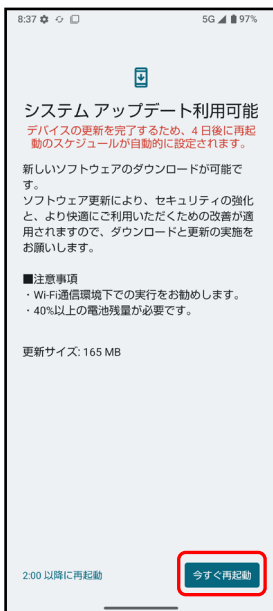 8:37 5G 97%
システム アップデート利用可能
デバイスの更新を完了するため、4 日後に再起
動のスケジュールが自動的に設定されます。
新しいソフトウェアのダウンロードが可能で
す。
ソフトウェア更新により、セキュリティの強化
と、より快適にご利用いただくための改善が適
用されますので、ダウンロードと更新の実施を
お願いします。
■注意事項
・Wi-Fi通信環境下での実行をお勧めします。
・40%以上の電池残量が必要です。
更新サイズ: 165 MB
2:00 以降に再起動
今すぐ再起動